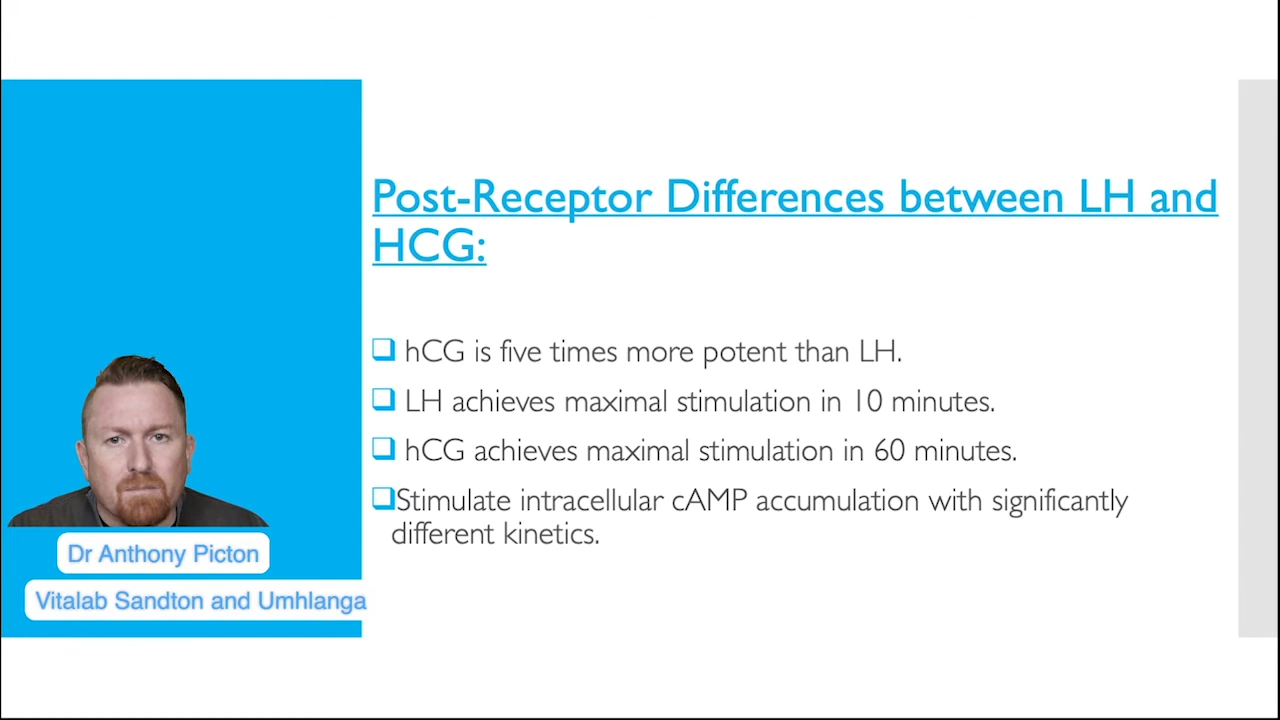 Post-Receptor Differences between LH and
HCG:
hCG is five times more potent than LH.
LH achieves maximal stimulation in 10 minutes.
hCG achieves maximal stimulation in 60 minutes.
Stimulate intracellular cAMP accumulation with significantly
different kinetics.
Dr Anthony Picton
Vitalab Sandton and Umhlanga